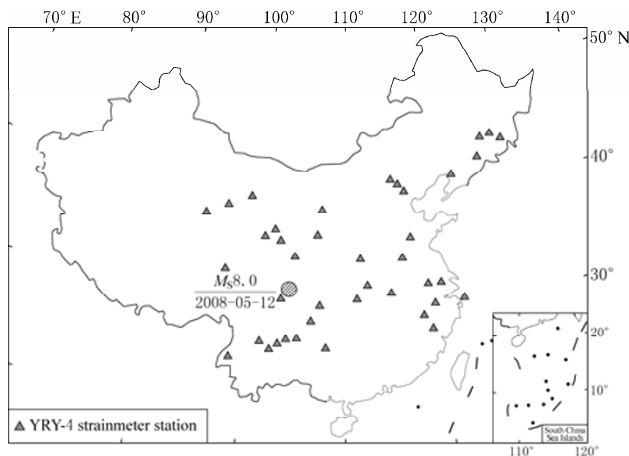 70° E 80° 90° 100° 110° 120° 130° 140°
50° N
40°
30°
20°
10°
Ms8.0
2008-05-12
YRY-4 strainmeter station
South China
Sea Islands
110° 120°